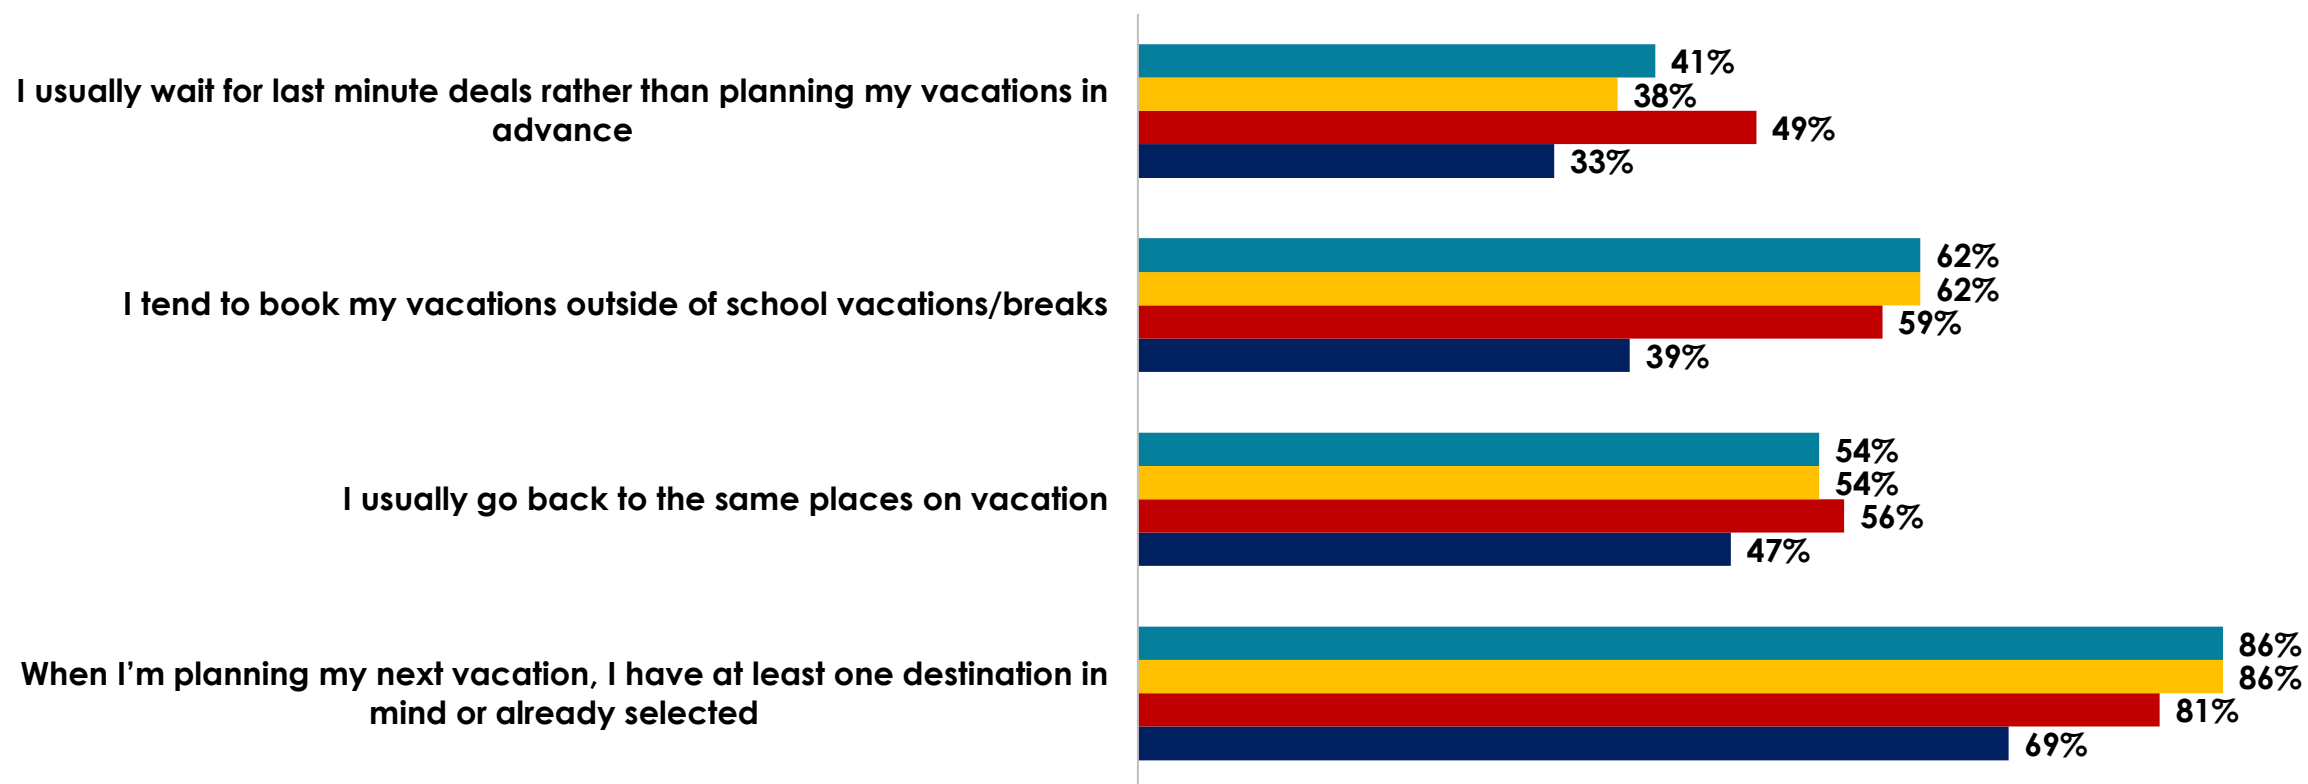 I usually wait for last minute deals rather than planning my vacations in
advance
41%
38%
49%
33%
I tend to book my vacations outside of school vacations/breaks
62%
62%
59%
39%
I usually go back to the same places on vacation
54%
54%
56%
47%
When I’m planning my next vacation, I have at least one destination in
mind or already selected
86%
86%
81%
69%